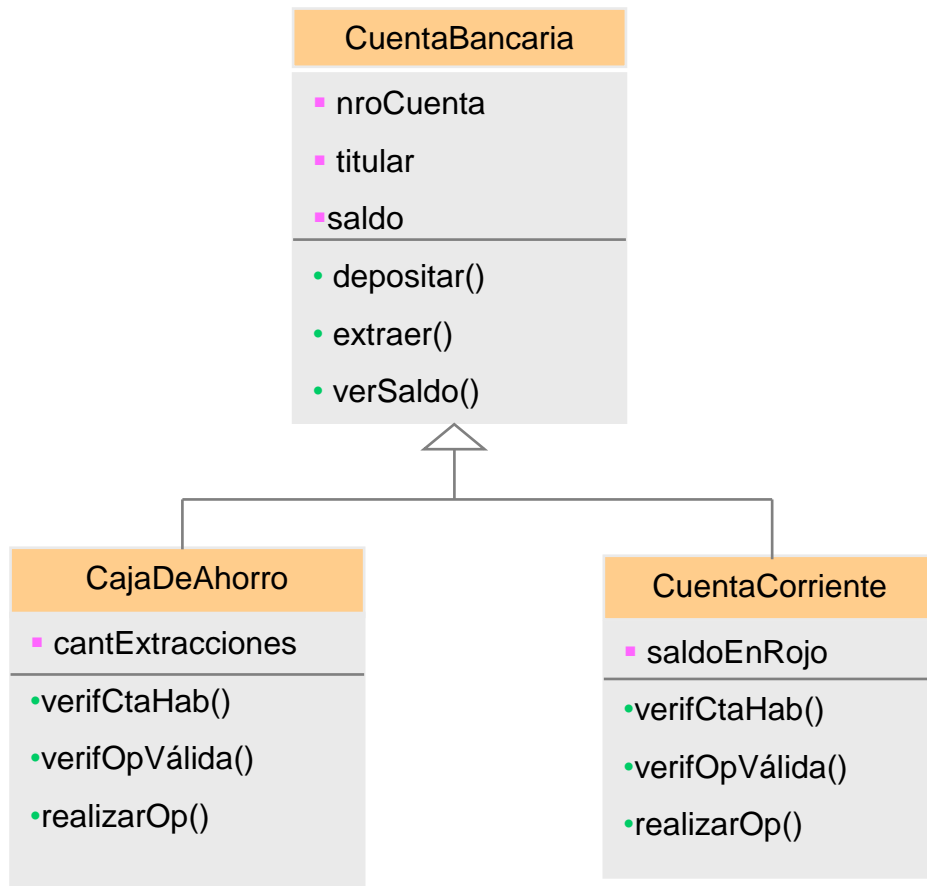 CuentaBancaria
nroCuenta
titular
saldo
depositar()
extraer()
verSaldo()
CajaDeAhorro
cantExtracciones
verifCtaHab()
verifOpVálida()
realizarOp()
CuentaCorriente
saldoEnRojo
verifCtaHab()
verifOpVálida()
realizarOp()